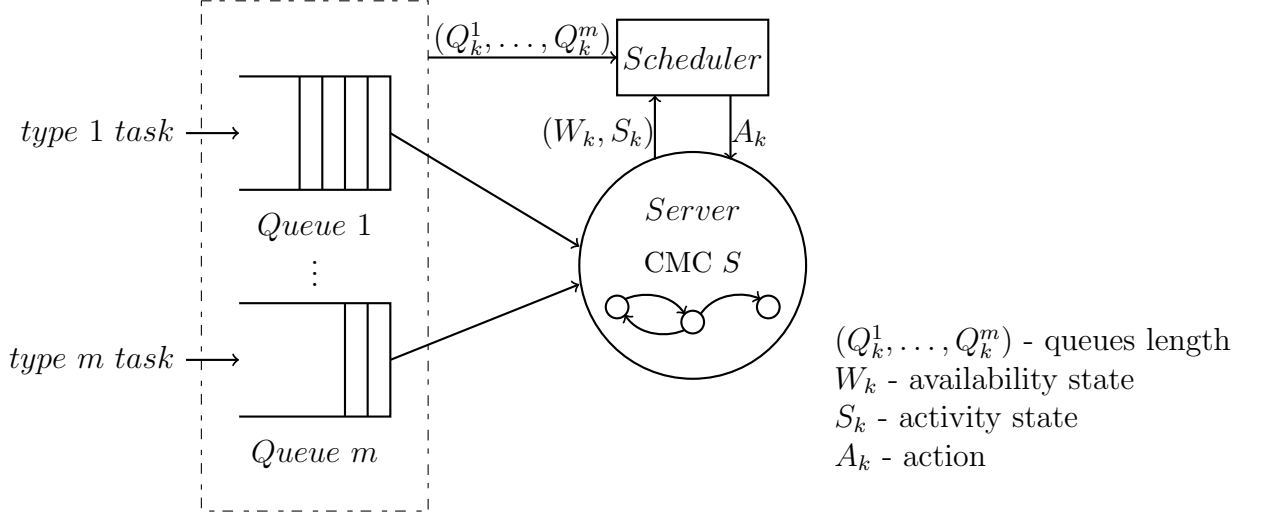 (Q_k^1, . . . , Q_k^m)
Scheduler
type 1 task
(W_k, S_k)
A_k
Queue 1
Server
CMC S
⋮
type m task
Queue m
(Q_k^1, . . . , Q_k^m) - queues length
W_k - availability state
S_k - activity state
A_k - action